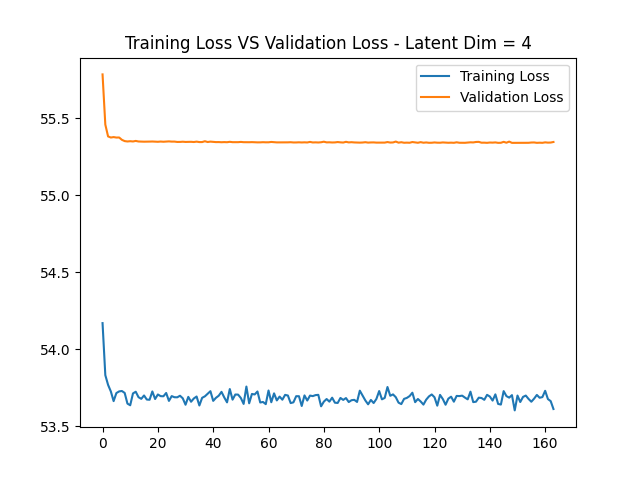 Training Loss VS Validation Loss - Latent Dim = 4
Training Loss
Validation Loss
55.5
55.0
54.5
54.0
53.5
0 20 40 60 80 100 120 140 160